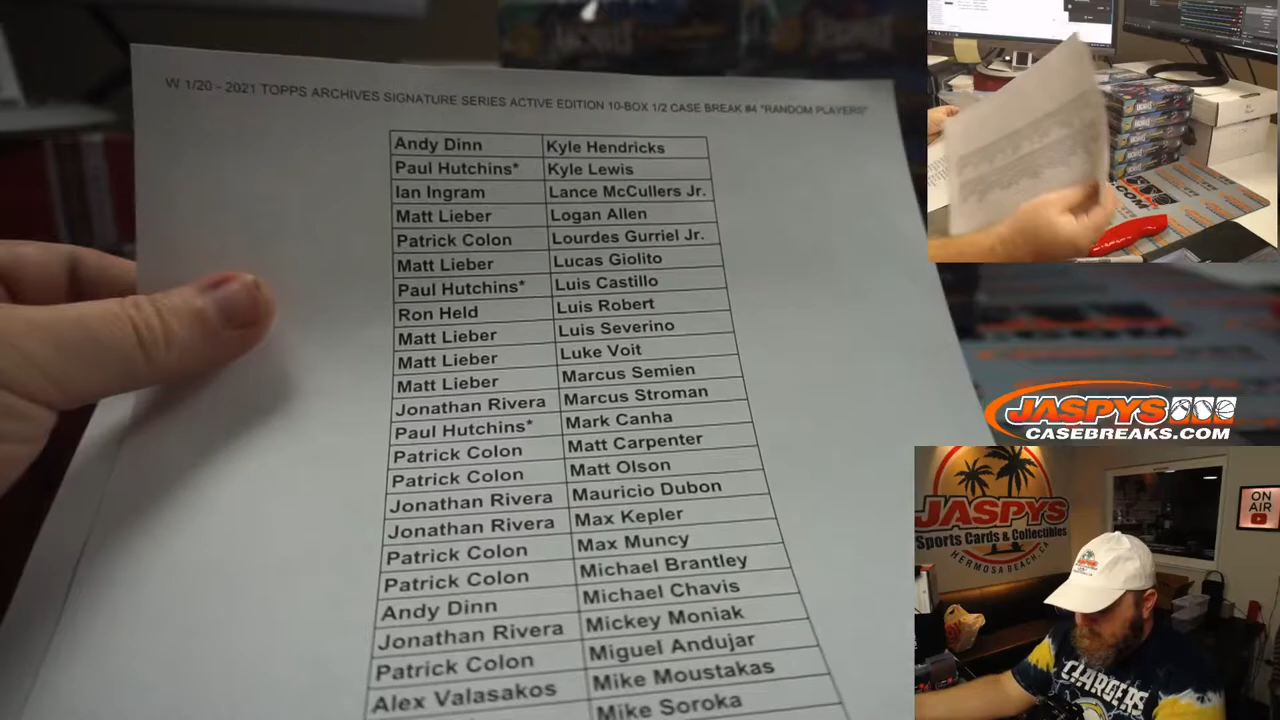 W 1/20 - 2021 TOPPS ARCHIVES SIGNATURE SERIES ACTIVE EDITION 10-BOX 1/2 CASE BREAK #4 "RANDOM PLAYERS"
Andy Dinn Kyle Hendricks
Paul Hutchins* Kyle Lewis
Ian Ingram Lance McCullers Jr.
Matt Lieber Logan Allen
Patrick Colon Lourdes Gurriel Jr.
Matt Lieber Lucas Giolito
Paul Hutchins* Luis Castillo
Ron Held Luis Robert
Matt Lieber Luis Severino
Matt Lieber Luke Voit
Matt Lieber Marcus Semien
Jonathan Rivera Marcus Stroman
Paul Hutchins* Mark Canha
Patrick Colon Matt Carpenter
Patrick Colon Matt Olson
Jonathan Rivera Mauricio Dubon
Jonathan Rivera Max Kepler
Patrick Colon Max Muncy
Patrick Colon Michael Brantley
Andy Dinn Michael Chavis
Jonathan Rivera Mickey Moniak
Patrick Colon Miguel Andujar
Alex Valasakos Mike Moustakas
Mike Soroka
.COM
JASPYS
CASEBREAKS.COM
JASPYS
Sports Cards & Collectibles
HERMOSA BEACH, CA
ON
AIR
CHARGERS